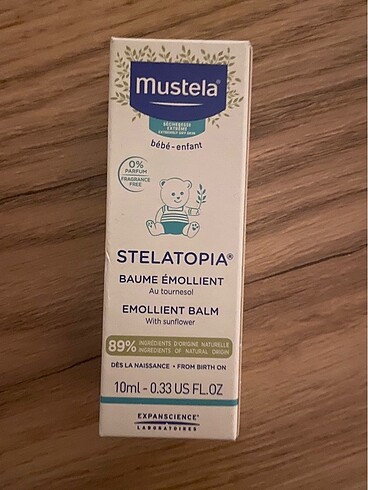 mustela®
SÉCHERESSE
EXTRÊME
EXTREMELY DRY SKIN
bébé-enfant
0%
PARFUM
FRAGRANCE
FREE
STELATOPIA®
BAUME ÉMOLLIENT
Au tournesol
EMOLLIENT BALM
With sunflower
89% INGRÉDIENTS D'ORIGINE NATURELLE
INGREDIENTS OF NATURAL ORIGIN
DÈS LA NAISSANCE • FROM BIRTH ON
10ml - 0.33 US FL.OZ
EXPANSCIENCE®
LABORATOIRES